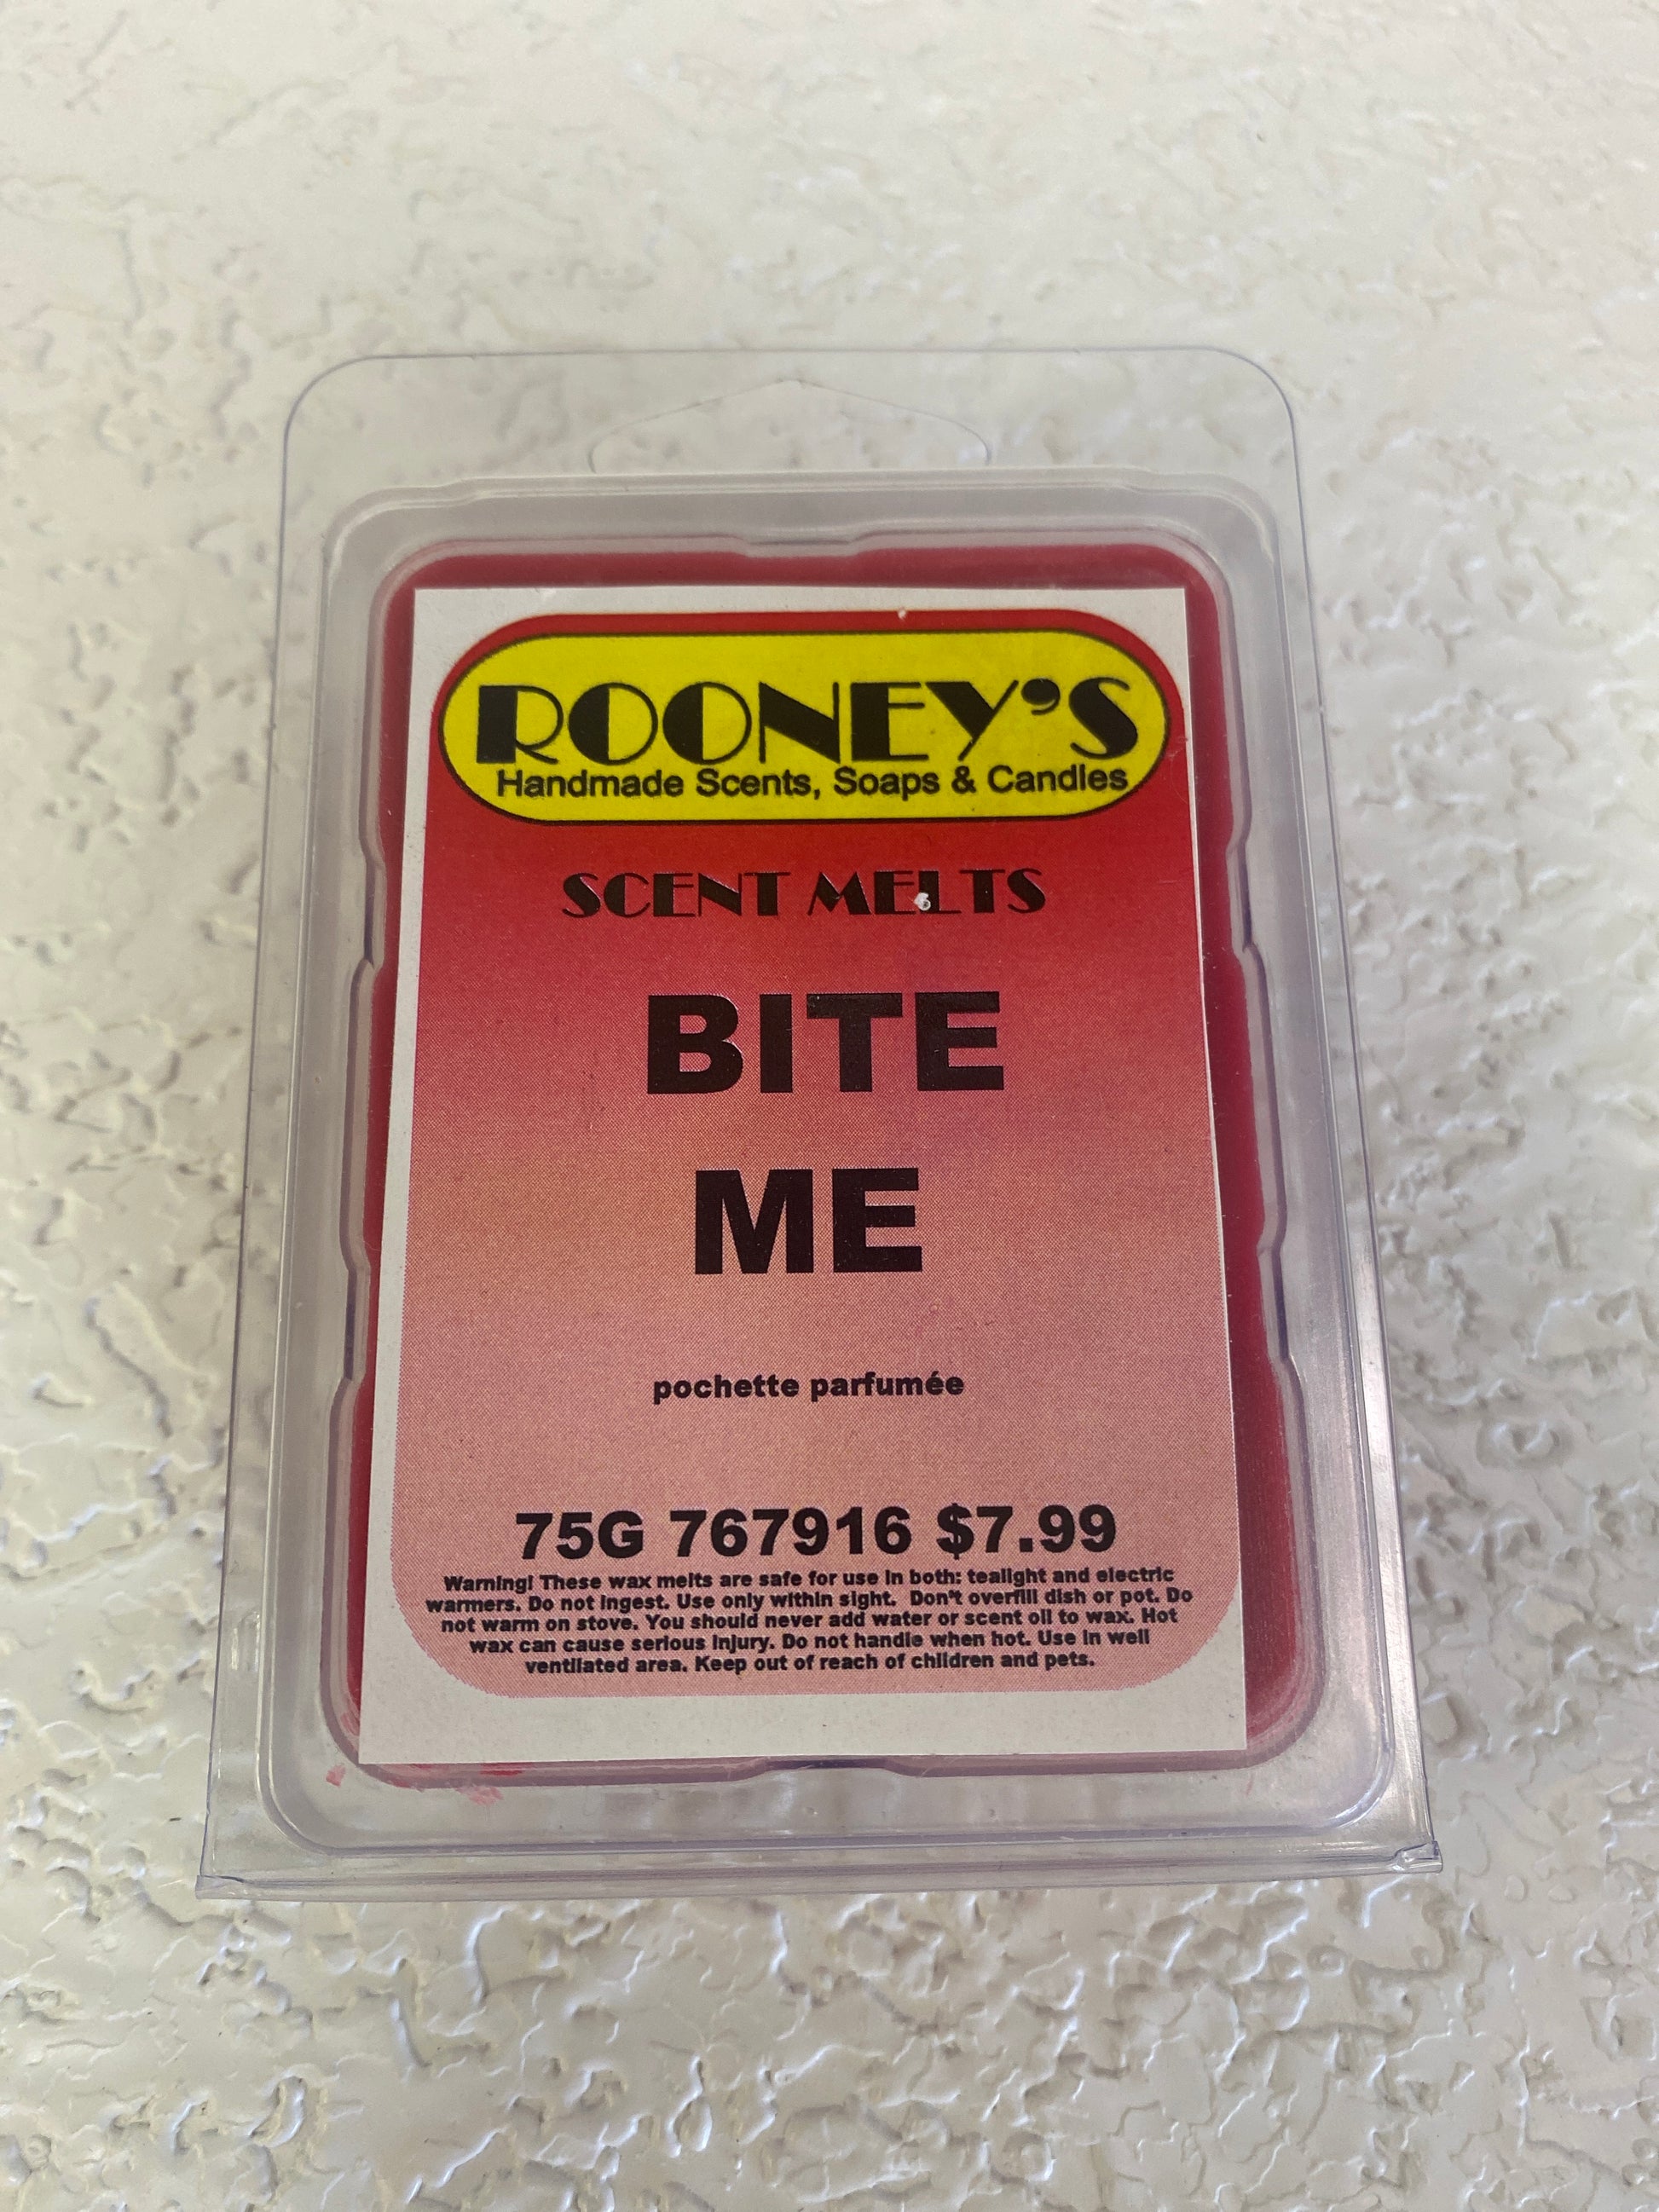 ROONEY'S
Handmade Scents, Soaps & Candles
SCENT MELTS
BITE
ME
pochette parfumée
75G 767916 $7.99
Warning! These wax melts are safe for use in both: tealight and electric
warmers. Do not ingest. Use only within sight. Don't overfill dish or pot. Do
not warm on stove. You should never add water or scent oil to wax. Hot
wax can cause serious injury. Do not handle when hot. Use in well
ventilated area. Keep out of reach of children and pets.